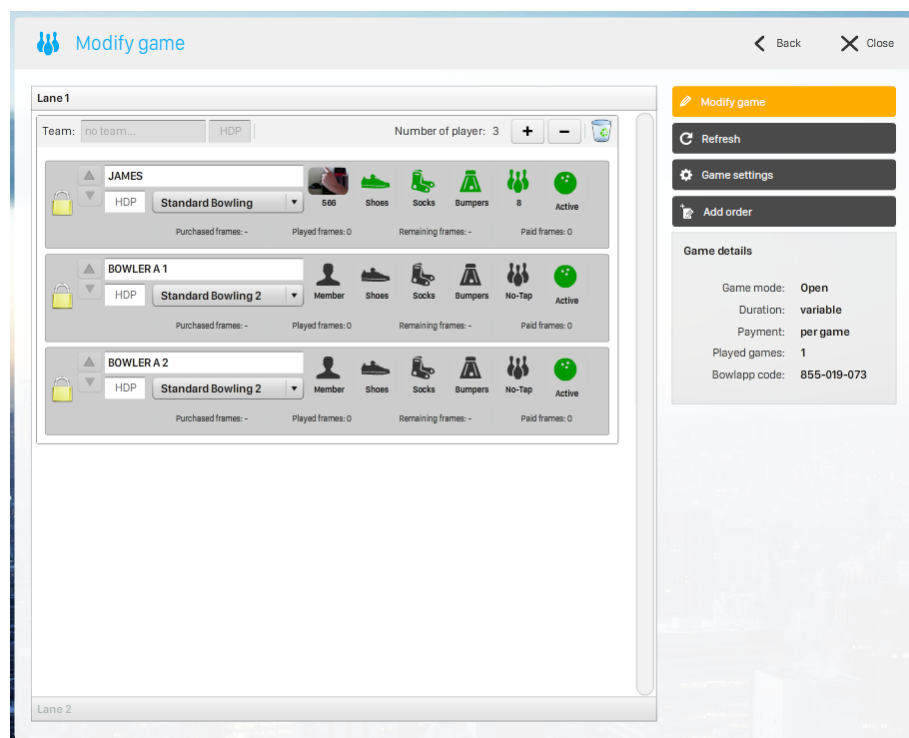 Modify game
Back
Close
Lane 1
Team: no team... HDP Number of player: 3 + −
JAMES
HDP Standard Bowling 566 Shoes Socks Bumpers 8 Active
Purchased frames: - Played frames: 0 Remaining frames: - Paid frames: 0
BOWLER A 1
HDP Standard Bowling 2 Member Shoes Socks Bumpers No-Tap Active
Purchased frames: - Played frames: 0 Remaining frames: - Paid frames: 0
BOWLER A 2
HDP Standard Bowling 2 Member Shoes Socks Bumpers No-Tap Active
Purchased frames: - Played frames: 0 Remaining frames: - Paid frames: 0
Lane 2
Modify game
Refresh
Game settings
Add order
Game details
Game mode: Open
Duration: variable
Payment: per game
Played games: 1
Bowlapp code: 855-019-073